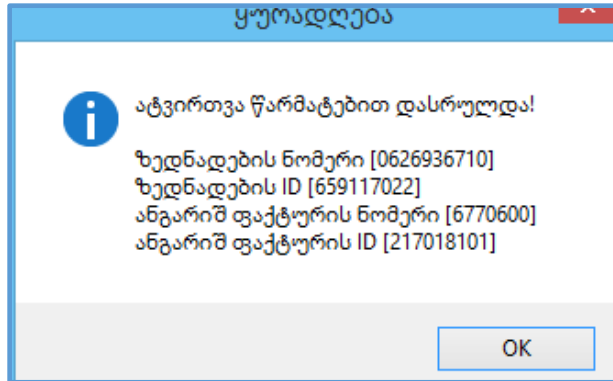 ყურადღება
ატვირთვა წარმატებით დასრულდა!
ზედნადების ნომერი [0626936710]
ზედნადების ID [659117022]
ანგარიშ ფაქტურის ნომერი [6770600]
ანგარიშ ფაქტურის ID [217018101]
OK